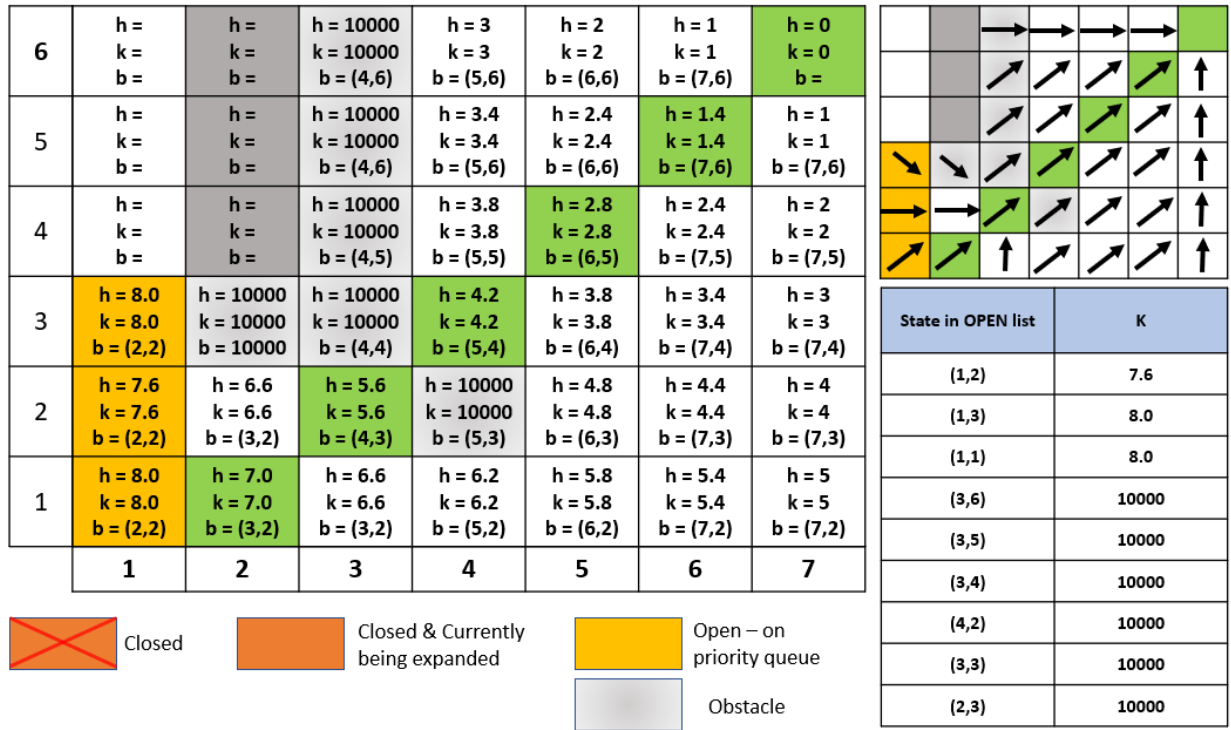 6
h =
k =
b =
h =
k =
b =
h = 10000
k = 10000
b = (4,6)
h = 3
k = 3
b = (5,6)
h = 2
k = 2
b = (6,6)
h = 1
k = 1
b = (7,6)
h = 0
k = 0
b =
5
h =
k =
b =
h =
k =
b =
h = 10000
k = 10000
b = (4,6)
h = 3.4
k = 3.4
b = (5,6)
h = 2.4
k = 2.4
b = (6,6)
h = 1.4
k = 1.4
b = (7,6)
h = 1
k = 1
b = (7,6)
4
h =
k =
b =
h =
k =
b =
h = 10000
k = 10000
b = (4,5)
h = 3.8
k = 3.8
b = (5,5)
h = 2.8
k = 2.8
b = (6,5)
h = 2.4
k = 2.4
b = (7,5)
h = 2
k = 2
b = (7,5)
3
h = 8.0
k = 8.0
b = (2,2)
h = 10000
k = 10000
b = 10000
h = 10000
k = 10000
b = (4,4)
h = 4.2
k = 4.2
b = (5,4)
h = 3.8
k = 3.8
b = (6,4)
h = 3.4
k = 3.4
b = (7,4)
h = 3
k = 3
b = (7,4)
2
h = 7.6
k = 7.6
b = (2,2)
h = 6.6
k = 6.6
b = (3,2)
h = 5.6
k = 5.6
b = (4,3)
h = 10000
k = 10000
b = (5,3)
h = 4.8
k = 4.8
b = (6,3)
h = 4.4
k = 4.4
b = (7,3)
h = 4
k = 4
b = (7,3)
1
h = 8.0
k = 8.0
b = (2,2)
h = 7.0
k = 7.0
b = (3,2)
h = 6.6
k = 6.6
b = (3,2)
h = 6.2
k = 6.2
b = (5,2)
h = 5.8
k = 5.8
b = (6,2)
h = 5.4
k = 5.4
b = (7,2)
h = 5
k = 5
b = (7,2)
1 2 3 4 5 6 7
Closed
Closed & Currently
being expanded
Open – on
priority queue
Obstacle
State in OPEN list K
(1,2) 7.6
(1,3) 8.0
(1,1) 8.0
(3,6) 10000
(3,5) 10000
(3,4) 10000
(4,2) 10000
(3,3) 10000
(2,3) 10000